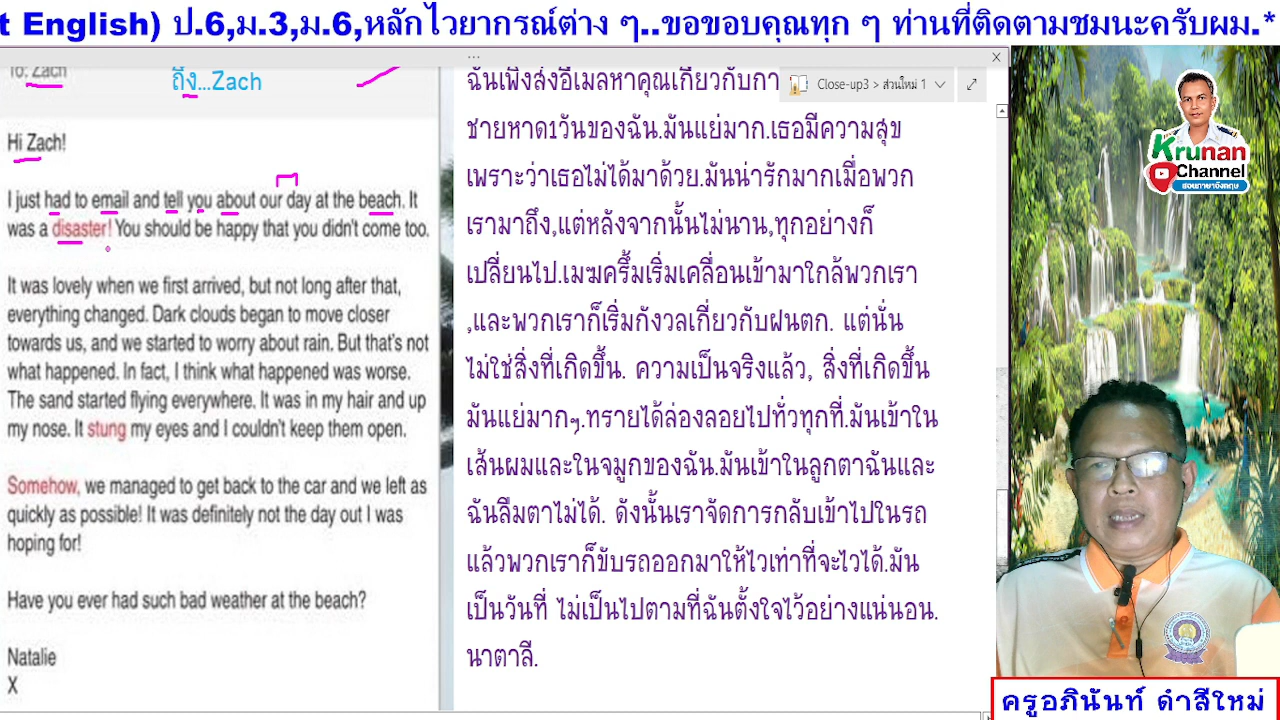 t English) ป.6,ม.3,ม.6,หลักไวยากรณ์ต่าง ๆ..ขอขอบคุณทุก ๆ ท่านที่ติดตามชมนะครับผม.*
To: Zach
ถึง...Zach
Hi Zach!
I just had to email and tell you about our day at the beach. It
was a disaster! You should be happy that you didn't come too.
It was lovely when we first arrived, but not long after that,
everything changed. Dark clouds began to move closer
towards us, and we started to worry about rain. But that's not
what happened. In fact, I think what happened was worse.
The sand started flying everywhere. It was in my hair and up
my nose. It stung my eyes and I couldn't keep them open.
Somehow, we managed to get back to the car and we left as
quickly as possible! It was definitely not the day out I was
hoping for!
Have you ever had such bad weather at the beach?
Natalie
X
ฉันเพิ่งส่งอีเมลหาคุณเกี่ยวกับกา
Close-up3 > ส่วนใหม่ 1
ชายหาด1วันของฉัน.มันแย่มาก.เธอมีความสุข
เพราะว่าเธอไม่ได้มาด้วย.มันน่ารักมากเมื่อพวก
เรามาถึง,แต่หลังจากนั้นไม่นาน,ทุกอย่างก็
เปลี่ยนไป.เมฆครึ้มเริ่มเคลื่อนเข้ามาใกล้พวกเรา
,และพวกเราก็เริ่มกังวลเกี่ยวกับฝนตก. แต่นั่น
ไม่ใช่สิ่งที่เกิดขึ้น. ความเป็นจริงแล้ว, สิ่งที่เกิดขึ้น
มันแย่มากๆ.ทรายได้ล่องลอยไปทั่วทุกที่.มันเข้าใน
เส้นผมและในจมูกของฉัน.มันเข้าในลูกตาฉันและ
ฉันลืมตาไม่ได้. ดังนั้นเราจัดการกลับเข้าไปในรถ
แล้วพวกเราก็ขับรถออกมาให้ไวเท่าที่จะไวได้.มัน
เป็นวันที่ ไม่เป็นไปตามที่ฉันตั้งใจไว้อย่างแน่นอน.
นาตาลี.
Krunan
Channel
สอนภาษาอังกฤษ
ครูอภินันท์ ดำสีใหม่